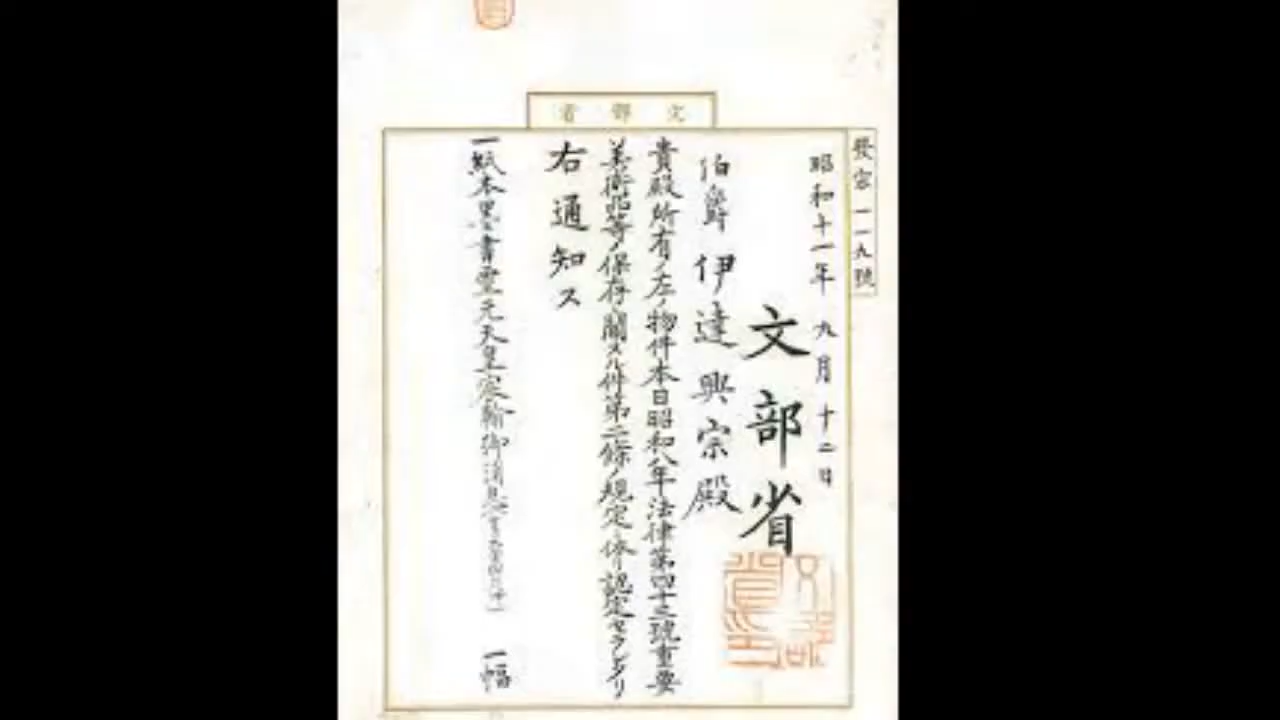 文部省
發宗一一九號
昭和十一年九月十二日
文部省
伯爵 伊達興宗殿
貴殿所有ノ左ノ物件本日昭和八年法律第四十三號重要
美術品等ノ保存ニ關スル件第二條ノ規定ニ依リ認定セラレタリ
右通知ス
一紙本墨書靈元天皇宸翰御消息 一幅